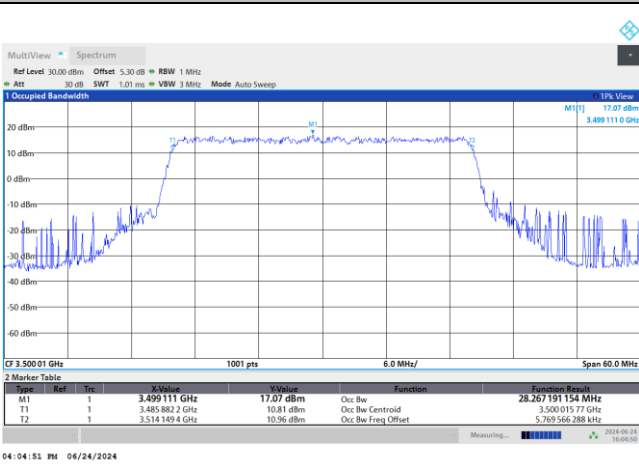 MultiView Spectrum
Ref Level 30.00 dBm Offset 5.30 dB RBW 1 MHz
Att 30 dB SWT 1.01 ms VBW 3 MHz Mode Auto Sweep
1 Occupied Bandwidth 1Pk View
M1[1] 17.07 dBm
3.499 111 0 GHz
20 dBm
M1
T1 T2
10 dBm
0 dBm
-10 dBm
-20 dBm
-30 dBm
-40 dBm
-50 dBm
-60 dBm
CF 3.500 01 GHz 1001 pts 6.0 MHz/ Span 60.0 MHz
2 Marker Table
Type Ref Trc X-Value Y-Value Function Function Result
M1 1 3.499 111 GHz 17.07 dBm Occ Bw 28.267 191 154 MHz
T1 1 3.485 882 2 GHz 10.81 dBm Occ Bw Centroid 3.500 015 77 GHz
T2 1 3.514 149 4 GHz 10.96 dBm Occ Bw Freq Offset 5.769 566 288 kHz
Measuring... 2024-06-24
16:04:50
04:04:51 PM 06/24/2024